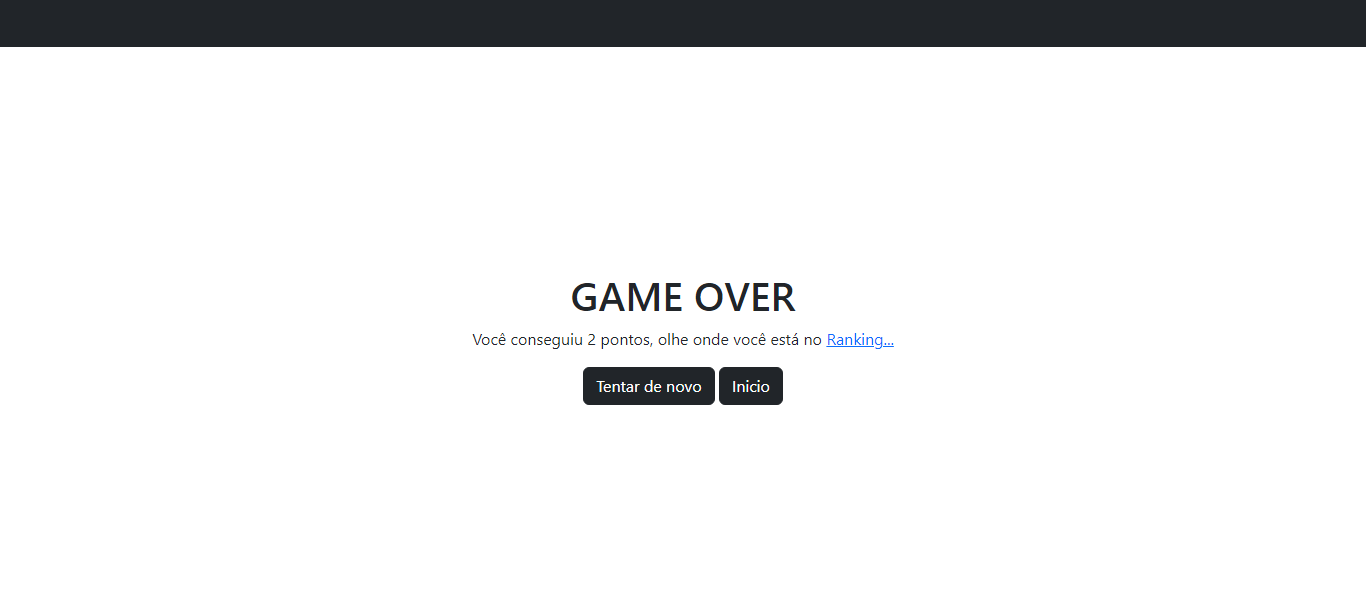 GAME OVER
Você conseguiu 2 pontos, olhe onde você está no Ranking...
Tentar de novo Inicio